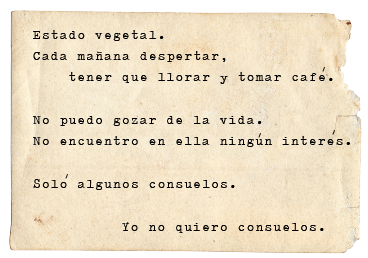 Estado vegetal.
Cada mañana despertar,
tener que llorar y tomar café.
No puedo gozar de la vida.
No encuentro en ella ningún interés.
Soló algunos consuelos.
Yo no quiero consuelos.